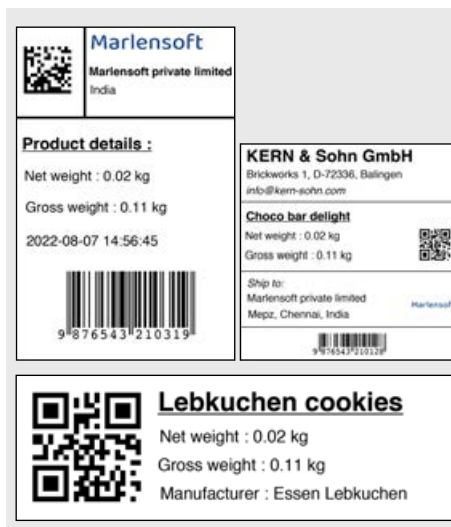 Marlensoft
Marlensoft private limited
India
Product details :
Net weight : 0.02 kg
Gross weight : 0.11 kg
2022-08-07 14:56:45
9 876543 210319
KERN & Sohn GmbH
Brickworks 1, D-72336, Balingen
info@kern-sohn.com
Choco bar delight
Net weight : 0.02 kg
Gross weight : 0.11 kg
Ship to:
Marlensoft private limited
Mepz, Chennai, India
Marlensoft
9 876543 210128
Lebkuchen cookies
Net weight : 0.02 kg
Gross weight : 0.11 kg
Manufacturer : Essen Lebkuchen